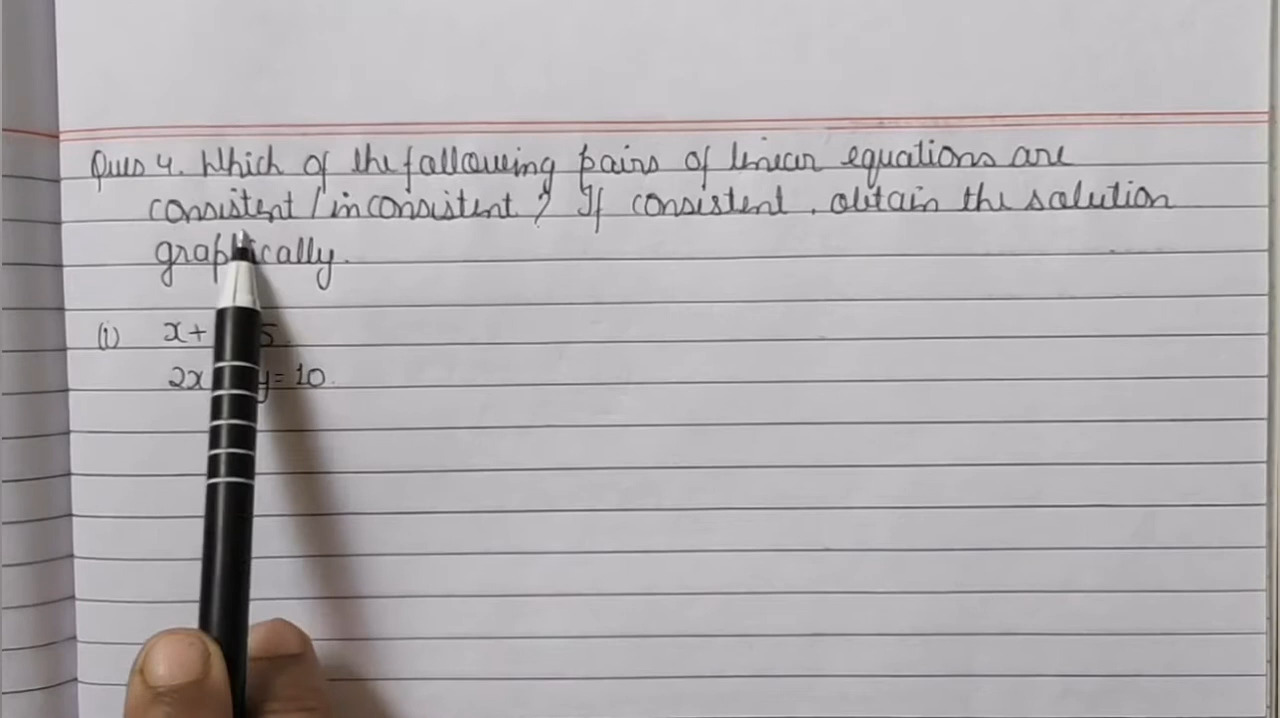 Ques 4. Which of the following pairs of linear equations are
consistent / inconsistent ? If consistent, obtain the solution
graphically.
(i) x + 5
2x y = 10.